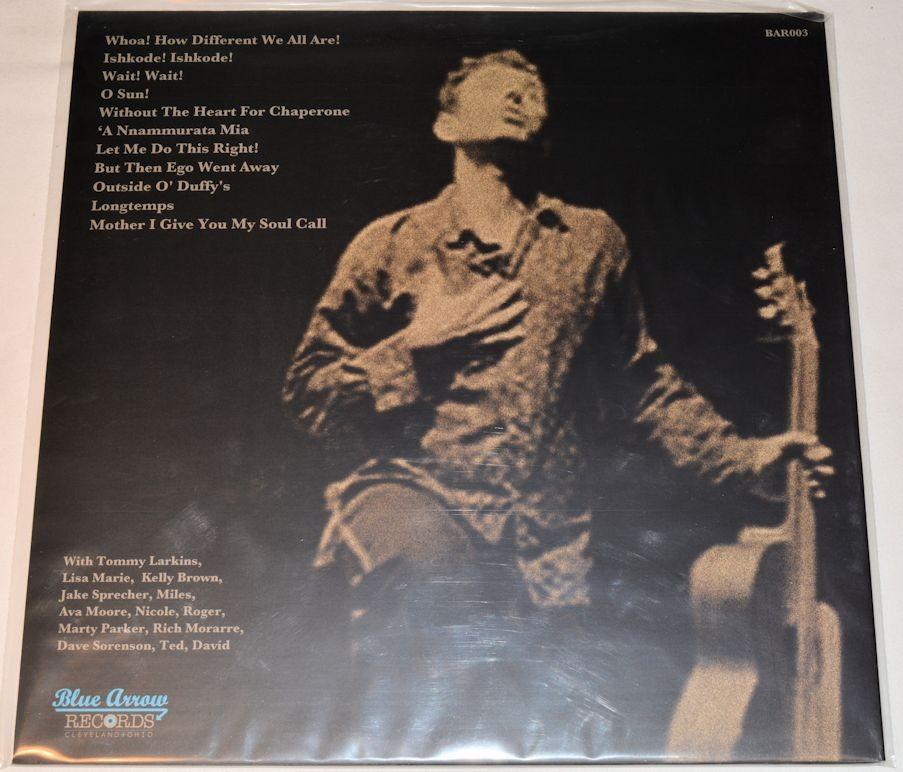 Whoa! How Different We All Are!
Ishkode! Ishkode!
Wait! Wait!
O Sun!
Without The Heart For Chaperone
‘A Nnammurata Mia
Let Me Do This Right!
But Then Ego Went Away
Outside O' Duffy's
Longtemps
Mother I Give You My Soul Call
BAR003
With Tommy Larkins,
Lisa Marie, Kelly Brown,
Jake Sprecher, Miles,
Ava Moore, Nicole, Roger,
Marty Parker, Rich Morarre,
Dave Sorenson, Ted, David
Blue Arrow
RECORDS
CLEVELAND•OHIO